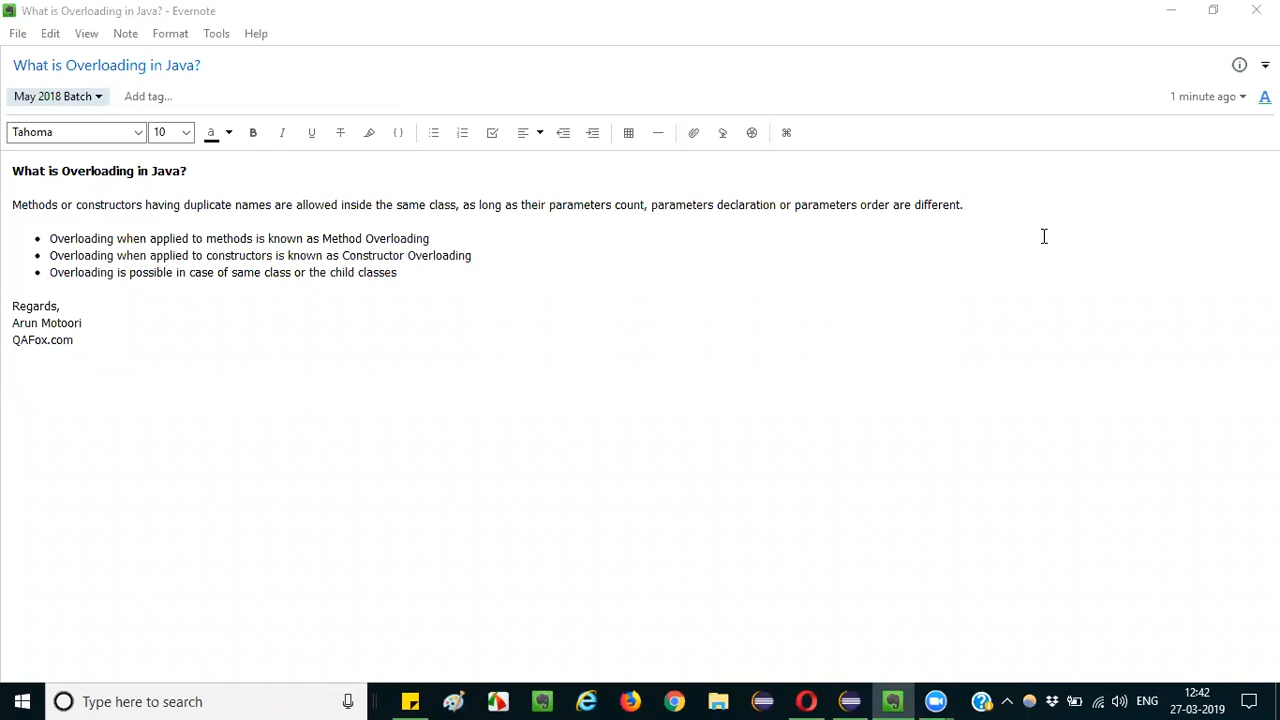 What is Overloading in Java? - Evernote
File Edit View Note Format Tools Help
What is Overloading in Java?
May 2018 Batch Add tag... 1 minute ago
Tahoma 10
What is Overloading in Java?
Methods or constructors having duplicate names are allowed inside the same class, as long as their parameters count, parameters declaration or parameters order are different.
• Overloading when applied to methods is known as Method Overloading
• Overloading when applied to constructors is known as Constructor Overloading
• Overloading is possible in case of same class or the child classes
Regards,
Arun Motoori
QAFox.com
Type here to search
ENG
12:42
27-03-2019